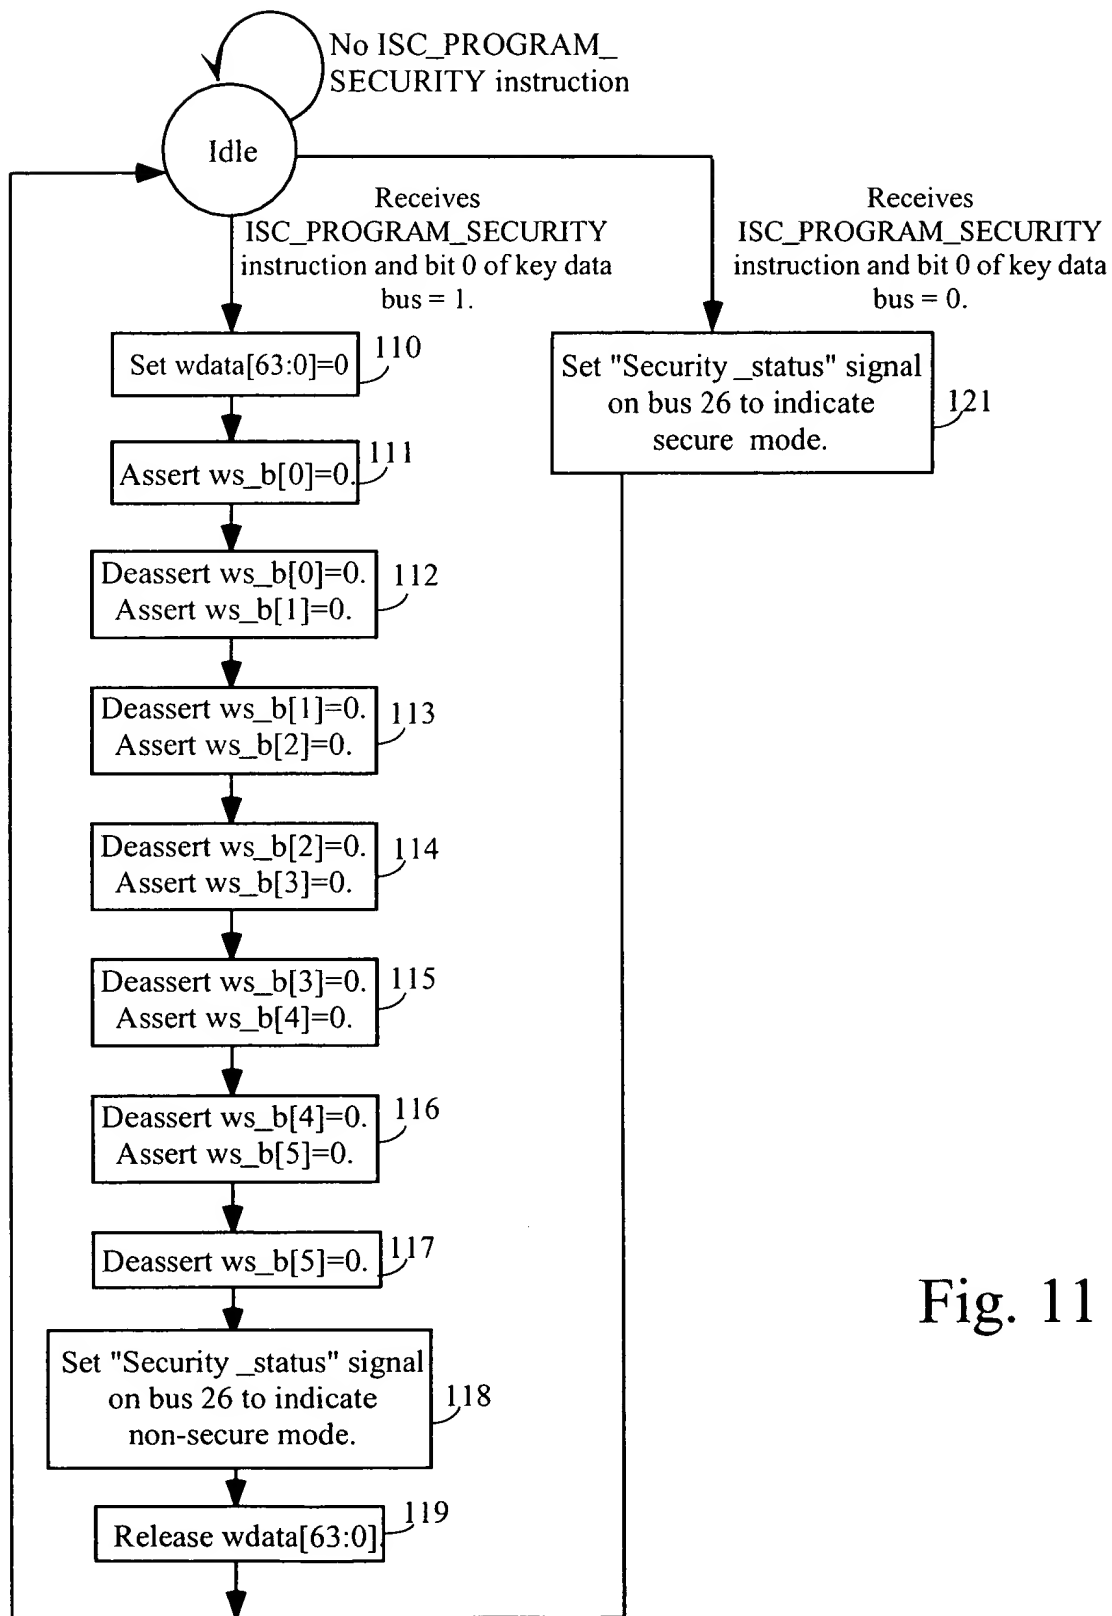 No ISC_PROGRAM_
SECURITY instruction
Idle
Receives
ISC_PROGRAM_SECURITY
instruction and bit 0 of key data
bus = 1.
Receives
ISC_PROGRAM_SECURITY
instruction and bit 0 of key data
bus = 0.
Set wdata[63:0]=0
110
Set "Security _status" signal
on bus 26 to indicate
secure mode.
121
Assert ws_b[0]=0.
111
Deassert ws_b[0]=0.
Assert ws_b[1]=0.
112
Deassert ws_b[1]=0.
Assert ws_b[2]=0.
113
Deassert ws_b[2]=0.
Assert ws_b[3]=0.
114
Deassert ws_b[3]=0.
Assert ws_b[4]=0.
115
Deassert ws_b[4]=0.
Assert ws_b[5]=0.
116
Deassert ws_b[5]=0.
117
Set "Security _status" signal
on bus 26 to indicate
non-secure mode.
118
Release wdata[63:0]
119
Fig. 11